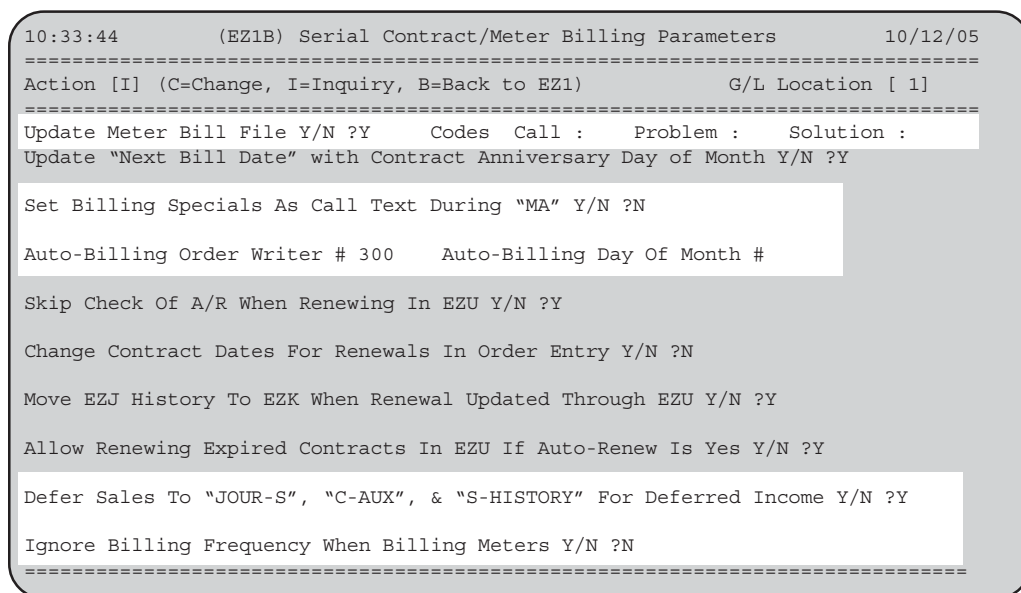 10:33:44 (EZ1B) Serial Contract/Meter Billing Parameters 10/12/05
================================================================================
Action [I] (C=Change, I=Inquiry, B=Back to EZ1) G/L Location [ 1]
================================================================================
Update Meter Bill File Y/N ?Y Codes Call : Problem : Solution :
Update “Next Bill Date” with Contract Anniversary Day of Month Y/N ?Y
Set Billing Specials As Call Text During “MA” Y/N ?N
Auto-Billing Order Writer # 300 Auto-Billing Day Of Month #
Skip Check Of A/R When Renewing In EZU Y/N ?Y
Change Contract Dates For Renewals In Order Entry Y/N ?N
Move EZJ History To EZK When Renewal Updated Through EZU Y/N ?Y
Allow Renewing Expired Contracts In EZU If Auto-Renew Is Yes Y/N ?Y
Defer Sales To “JOUR-S”, “C-AUX”, & “S-HISTORY” For Deferred Income Y/N ?Y
Ignore Billing Frequency When Billing Meters Y/N ?N
===============================================================================